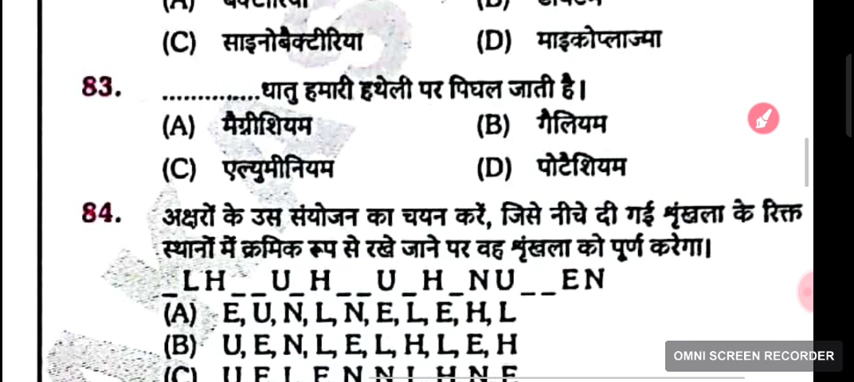 (C) साइनोबैक्टीरिया (D) माइकोप्लाज्मा
83. ..............धातु हमारी हथेली पर पिघल जाती है।
(A) मैग्नीशियम (B) गैलियम
(C) एल्युमीनियम (D) पोटैशियम
84. अक्षरों के उस संयोजन का चयन करें, जिसे नीचे दी गई शृंखला के रिक्त
स्थानों में क्रमिक रूप से रखे जाने पर वह शृंखला को पूर्ण करेगा।
_LH__U_H__U_H_NU__EN
(A) E, U, N, L, N, E, L, E, H, L
(B) U, E, N, L, E, L, H, L, E, H
(C) U, E, L, E, N, N, L, H, N, E
OMNI SCREEN RECORDER